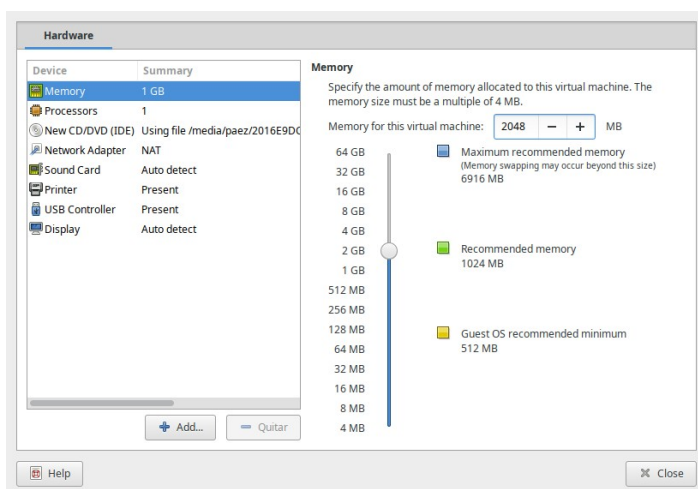 Hardware
Device Summary
Memory 1 GB
Processors 1
New CD/DVD (IDE) Using file /media/paez/2016E9DC
Network Adapter NAT
Sound Card Auto detect
Printer Present
USB Controller Present
Display Auto detect
Add...
Quitar
Memory
Specify the amount of memory allocated to this virtual machine. The
memory size must be a multiple of 4 MB.
Memory for this virtual machine: 2048 − + MB
64 GB
32 GB
16 GB
8 GB
4 GB
2 GB
1 GB
512 MB
256 MB
128 MB
64 MB
32 MB
16 MB
8 MB
4 MB
Maximum recommended memory
(Memory swapping may occur beyond this size)
6916 MB
Recommended memory
1024 MB
Guest OS recommended minimum
512 MB
Help
Close